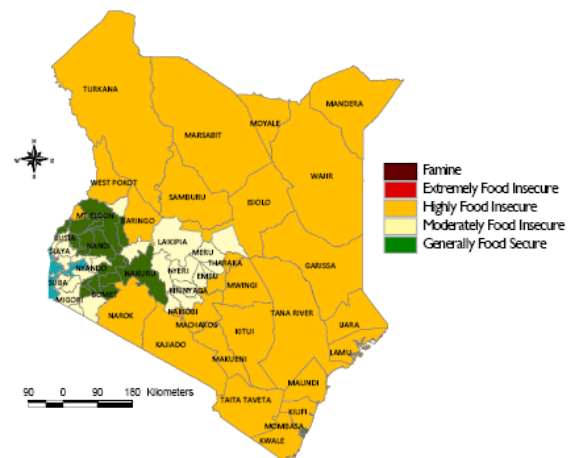 TURKANA
MANDERA
MOYALE
MARSABIT
WAJIR
WEST POKOT
SAMBURU
ISIOLO
MT ELGON
BARINGO
BUSIA
LAIKIPIA
SIAYA
NANDI
MERU
THARAKA
NYANDO
NAKURU
NYERI
EMBU
GARISSA
SUBA
KIRINYAGA
MWINGI
BOMET
MIGORI
NAIROBI
TANA RIVER
NAROK
MACHAKOS
IJARA
KITUI
KAJIADO
LAMU
MAKUENI
MALINDI
TAITA TAVETA
KILIFI
MOMBASA
KWALE
Famine
Extremely Food Insecure
Highly Food Insecure
Moderately Food Insecure
Generally Food Secure
90 0 90 180 Kilometers